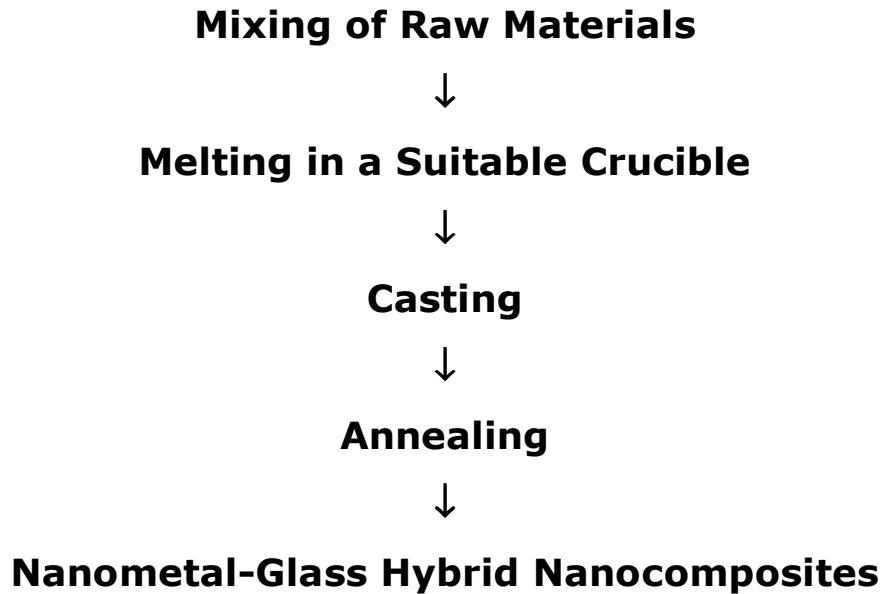 Mixing of Raw Materials
↓
Melting in a Suitable Crucible
↓
Casting
↓
Annealing
↓
Nanometal-Glass Hybrid Nanocomposites